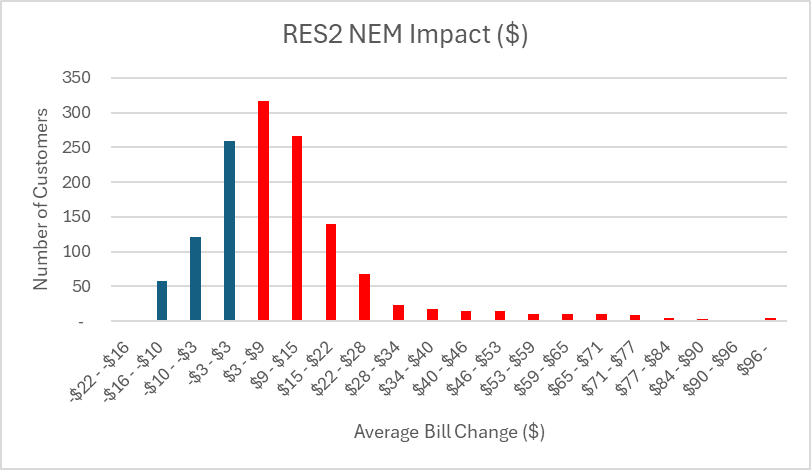 RES2 NEM Impact ($)
Number of Customers
350
300
250
200
150
100
50
-
-$22 - -$16
-$16 - -$10
-$10 - -$3
-$3 - $3
$3 - $9
$9 - $15
$15 - $22
$22 - $28
$28 - $34
$34 - $40
$40 - $46
$46 - $53
$53 - $59
$59 - $65
$65 - $71
$71 - $77
$77 - $84
$84 - $90
$90 - $96
$96 -
Average Bill Change ($)